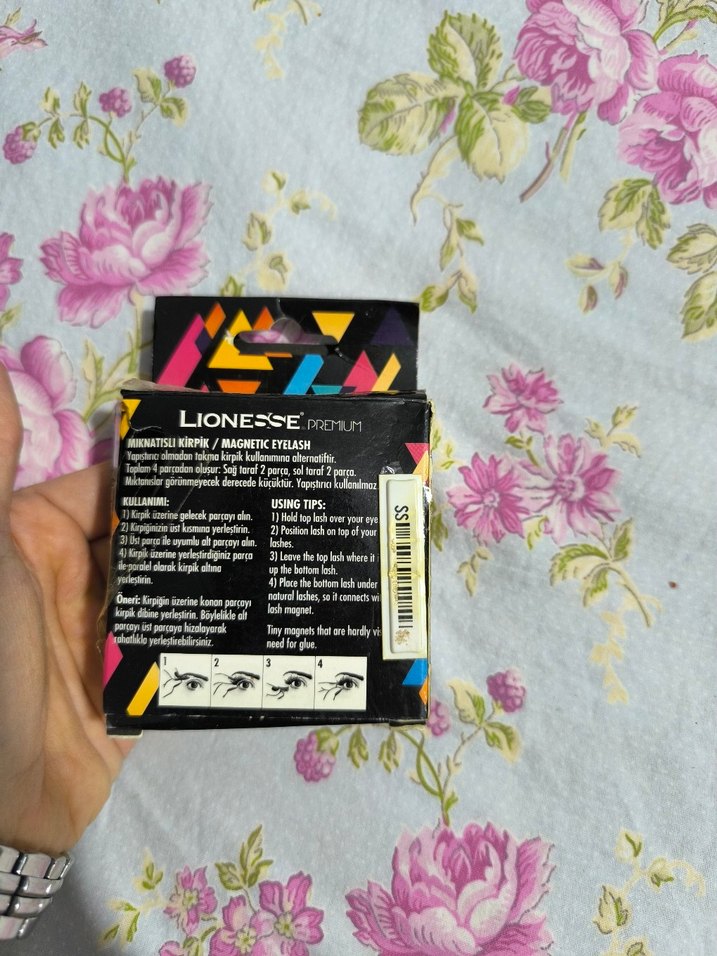 LIONESSE PREMIUM
MIKNATISLI KİRPİK / MAGNETIC EYELASH
Yapıştırıcı olmadan takma kirpik kullanımına alternatiftir.
Toplam 4 parçadan oluşur: Sağ taraf 2 parça, sol taraf 2 parça.
Mıktanıslar görünmeyecek derecede küçüktür. Yapıştırıcı kullanılmaz
KULLANIMI:
1) Kirpik üzerine gelecek parçayı alın.
2) Kirpiğinizin üst kısmına yerleştirin.
3) Üst parça ile uyumlu alt parçayı alın.
4) Kirpik üzerine yerleştirdiğiniz parça
ile paralel olarak kirpik altına
yerleştirin.
Öneri: Kirpiğin üzerine konan parçayı
kirpik dibine yerleştirin. Böylelikle alt
parçayı üst parçaya hizalayarak
rahatlıkla yerleştirebilirsiniz.
USING TIPS:
1) Hold top lash over your eye
2) Position lash on top of your
lashes.
3) Leave the top lash where it
up the bottom lash.
4) Place the bottom lash under
natural lashes, so it connects
lash magnet.
Tiny magnets that are hardly
need for glue.
SS
1 2 3 4